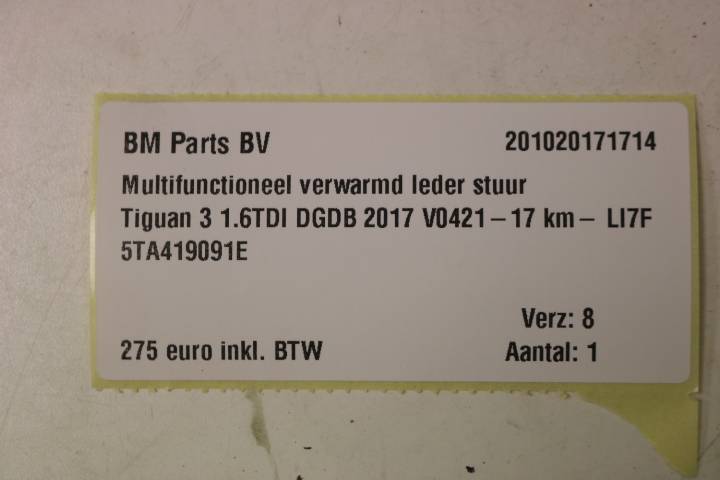 BM Parts BV 201020171714
Multifunctioneel verwarmd leder stuur
Tiguan 3 1.6TDI DGDB 2017 V0421 – 17 km – LI7F
5TA419091E
Verz: 8
275 euro inkl. BTW Aantal: 1